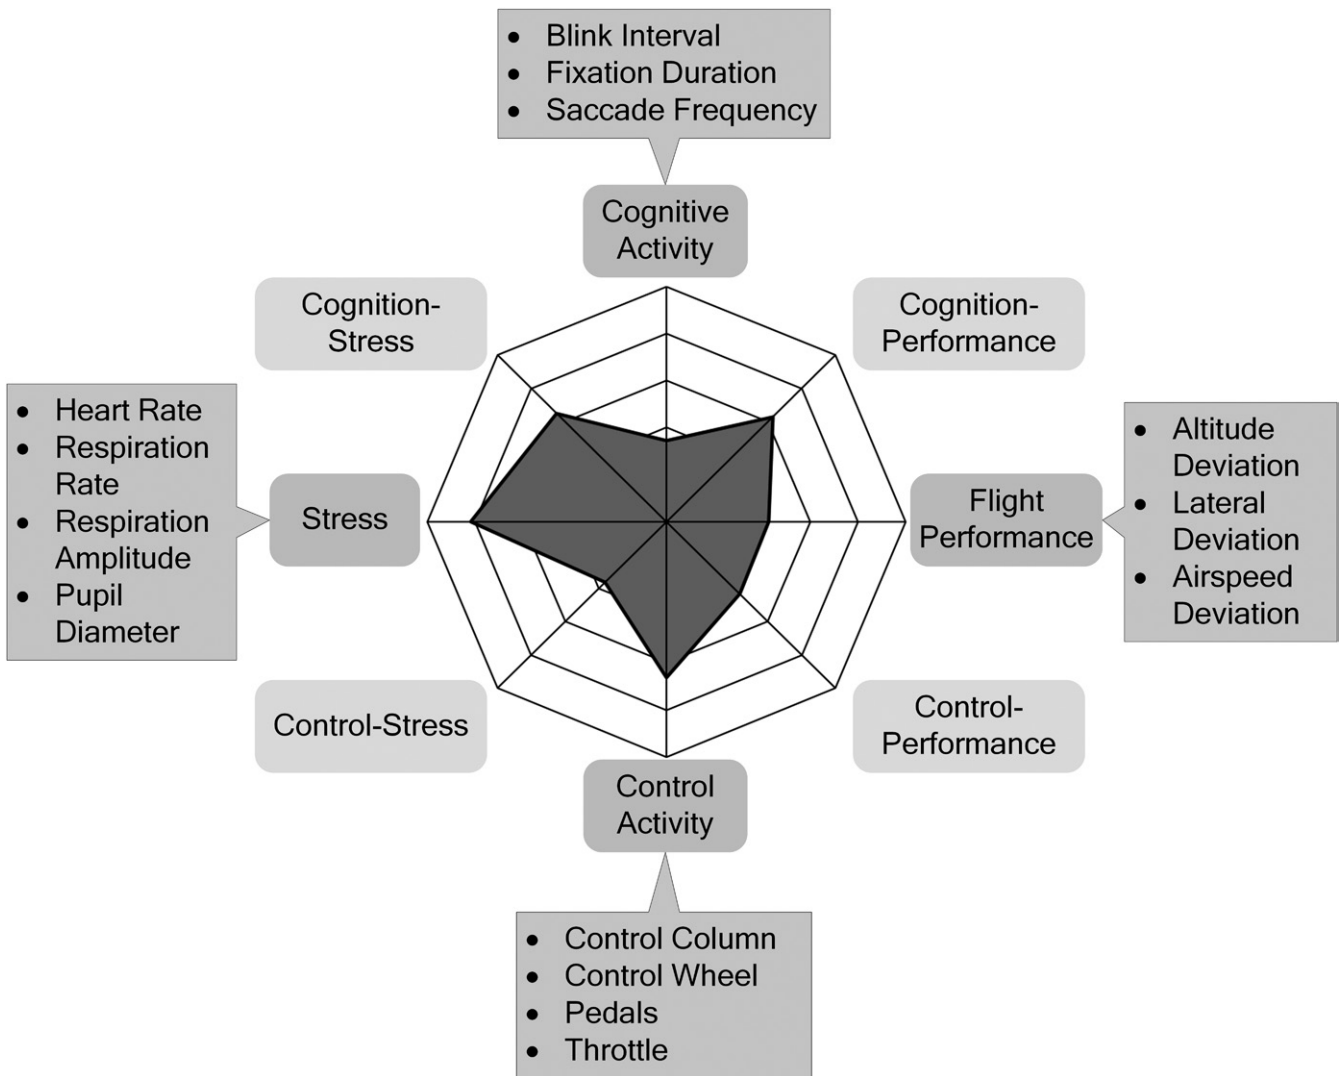 • Blink Interval
• Fixation Duration
• Saccade Frequency
Cognitive
Activity
Cognition-
Stress
Cognition-
Performance
• Heart Rate
• Respiration
Rate
• Respiration
Amplitude
• Pupil
Diameter
Stress
Flight
Performance
• Altitude
Deviation
• Lateral
Deviation
• Airspeed
Deviation
Control-Stress
Control-
Performance
Control
Activity
• Control Column
• Control Wheel
• Pedals
• Throttle